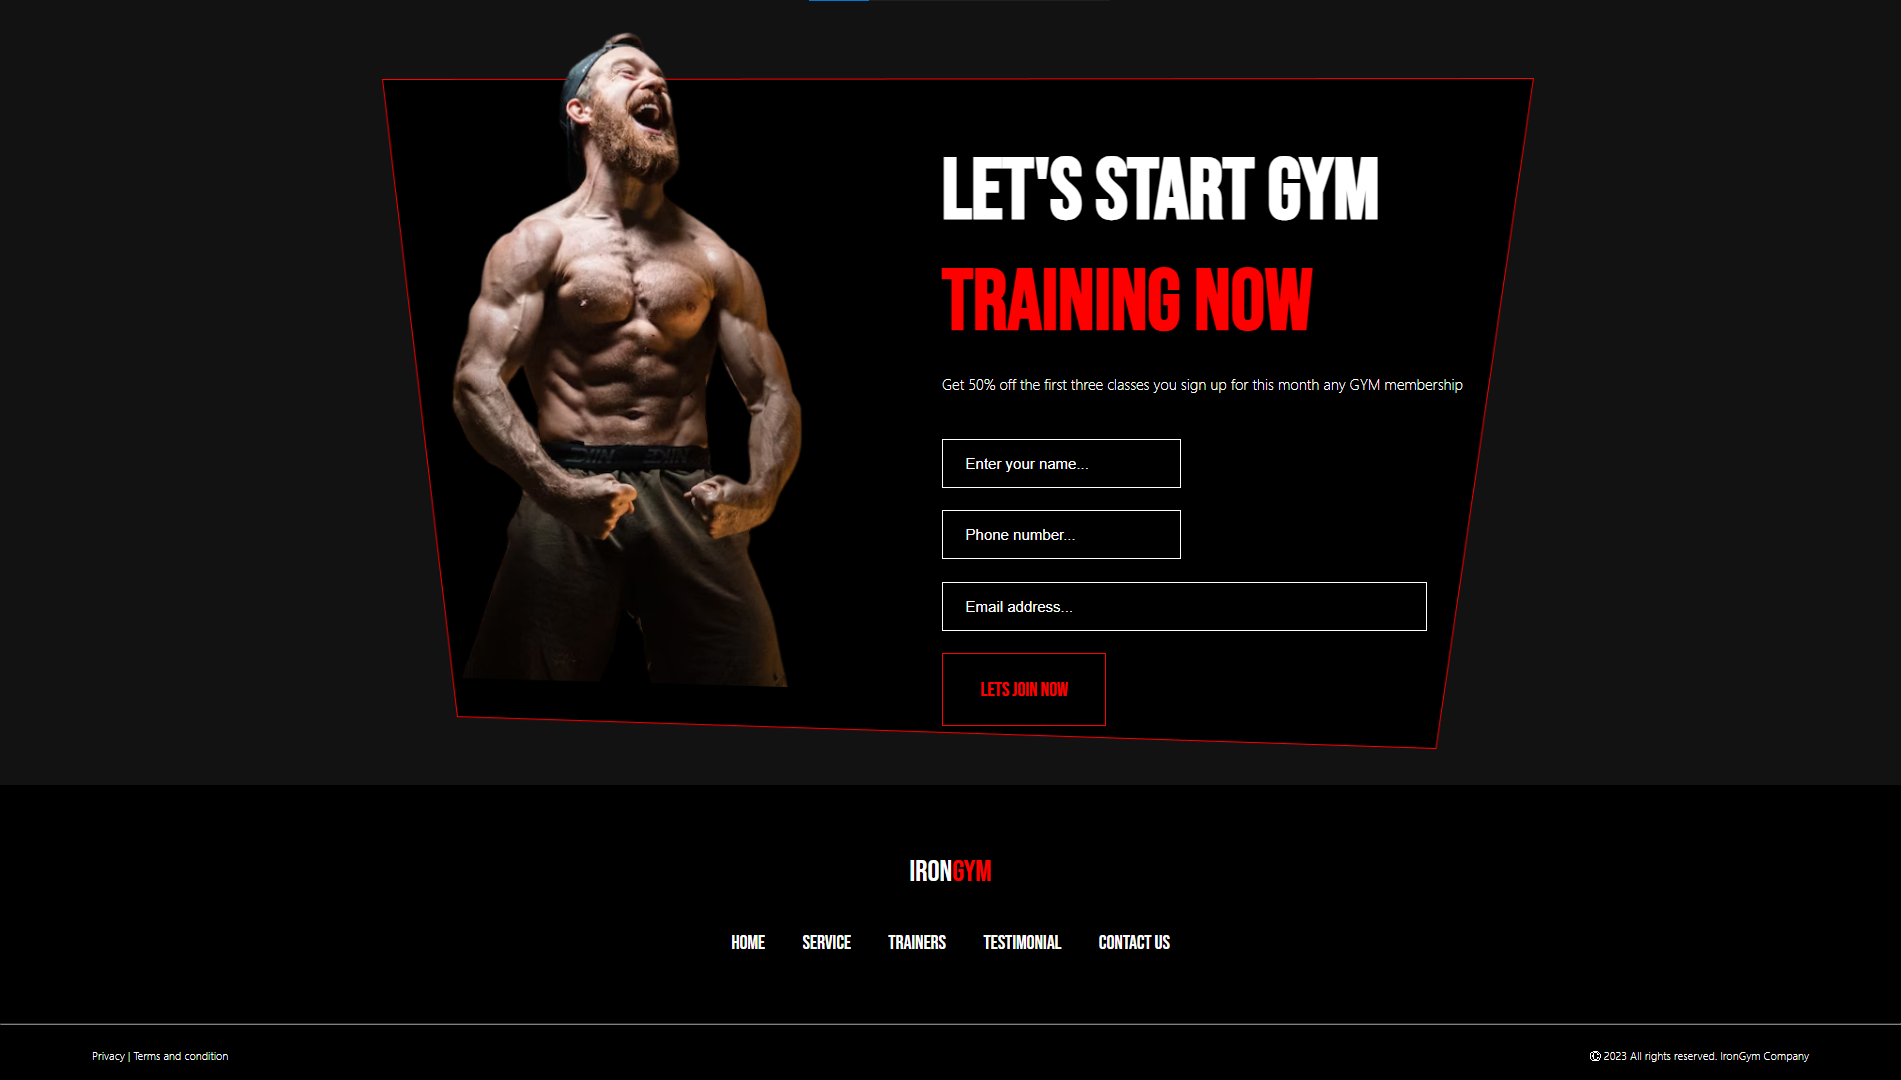 LET'S START GYM
TRAINING NOW
Get 50% off the first three classes you sign up for this month any GYM membership
Enter your name...
Phone number...
Email address...
LETS JOIN NOW
IRONGYM
HOME SERVICE TRAINERS TESTIMONIAL CONTACT US
Privacy | Terms and condition
© 2023 All rights reserved. IronGym Company